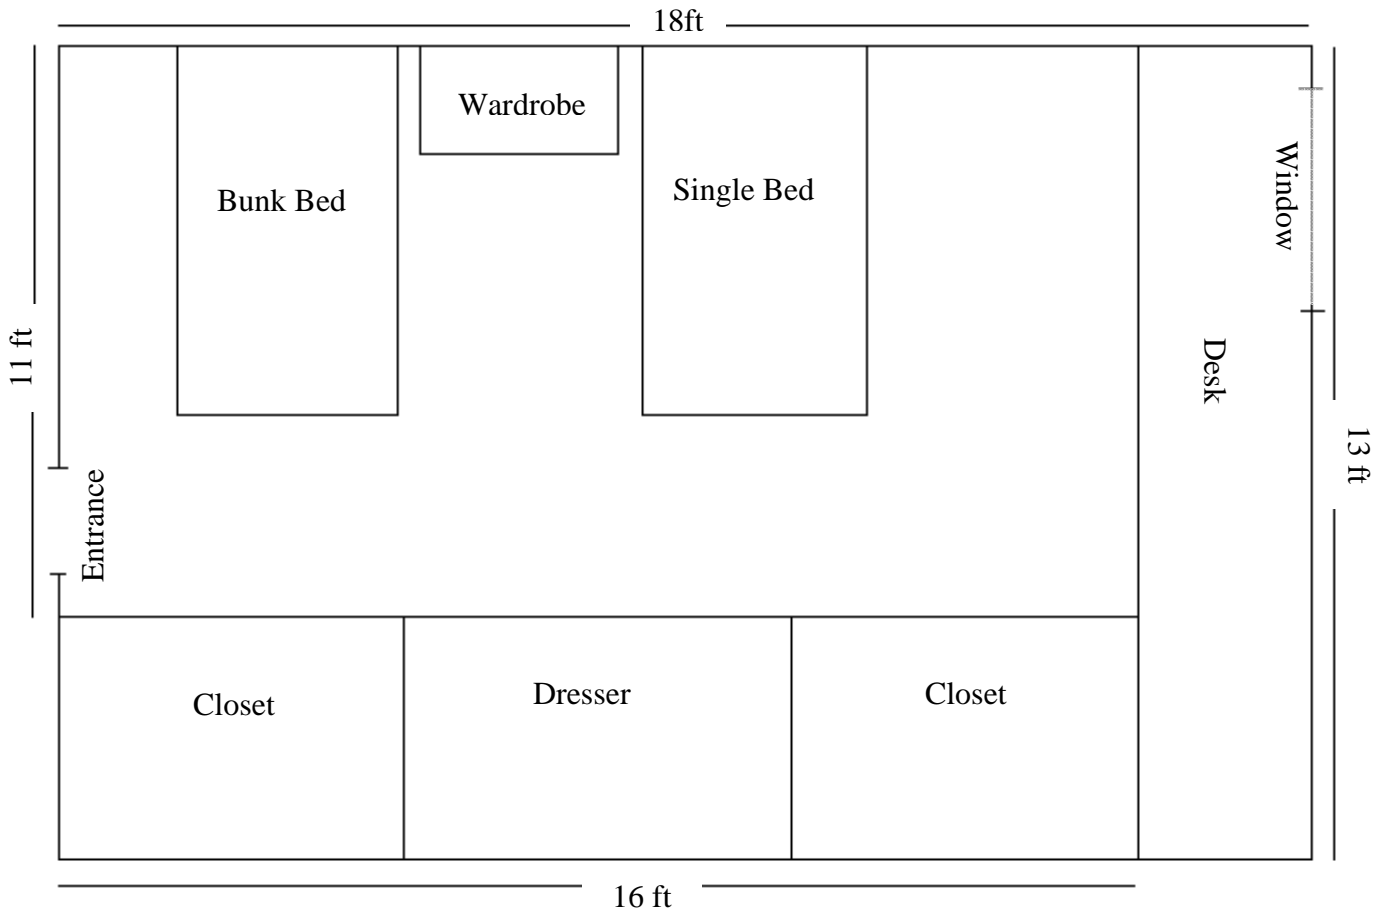 18ft
Wardrobe
Bunk Bed
Single Bed
Window
11 ft
Desk
13 ft
Entrance
Closet
Dresser
Closet
16 ft